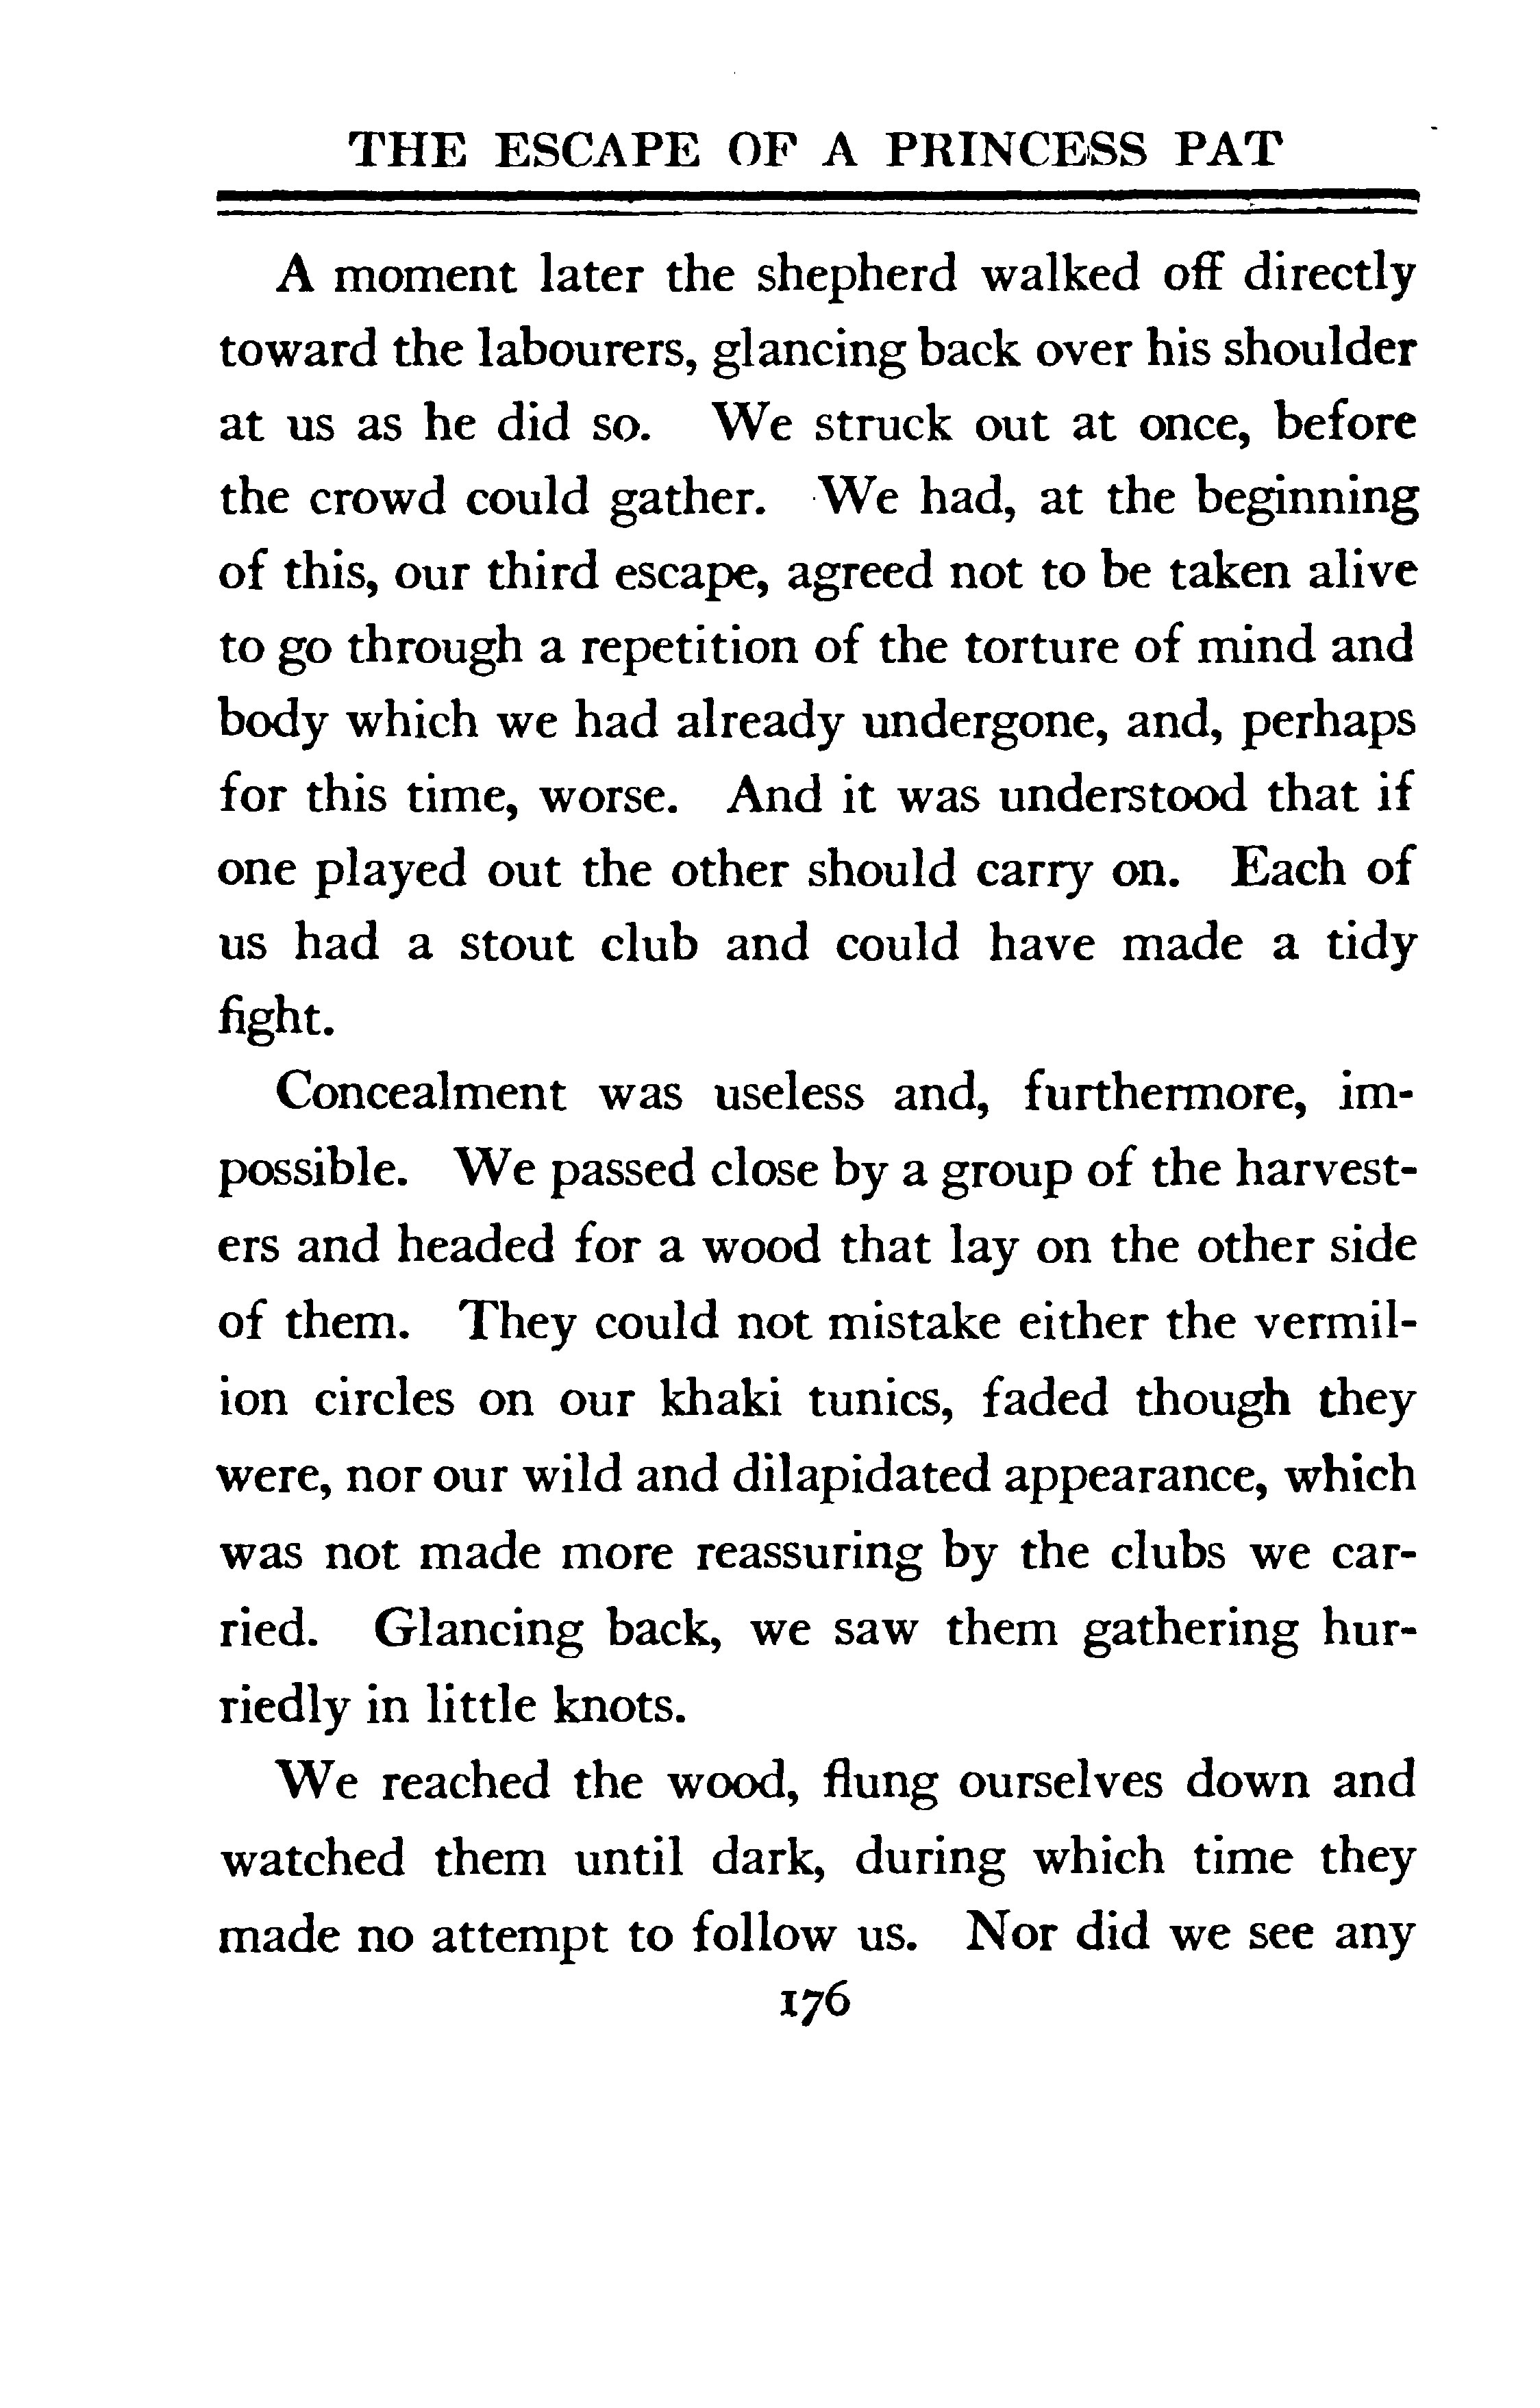 THE ESCAPE OF A PRINCESS PAT
A moment later the shepherd walked off directly
toward the labourers, glancing back over his shoulder
at us as he did so. We struck out at once, before
the crowd could gather. We had, at the beginning
of this, our third escape, agreed not to be taken alive
to go through a repetition of the torture of mind and
body which we had already undergone, and, perhaps
for this time, worse. And it was understood that if
one played out the other should carry on. Each of
us had a stout club and could have made a tidy
fight.
Concealment was useless and, furthermore, im-
possible. We passed close by a group of the harvest-
ers and headed for a wood that lay on the other side
of them. They could not mistake either the vermil-
ion circles on our khaki tunics, faded though they
were, nor our wild and dilapidated appearance, which
was not made more reassuring by the clubs we car-
ried. Glancing back, we saw them gathering hur-
riedly in little knots.
We reached the wood, flung ourselves down and
watched them until dark, during which time they
made no attempt to follow us. Nor did we see any
176